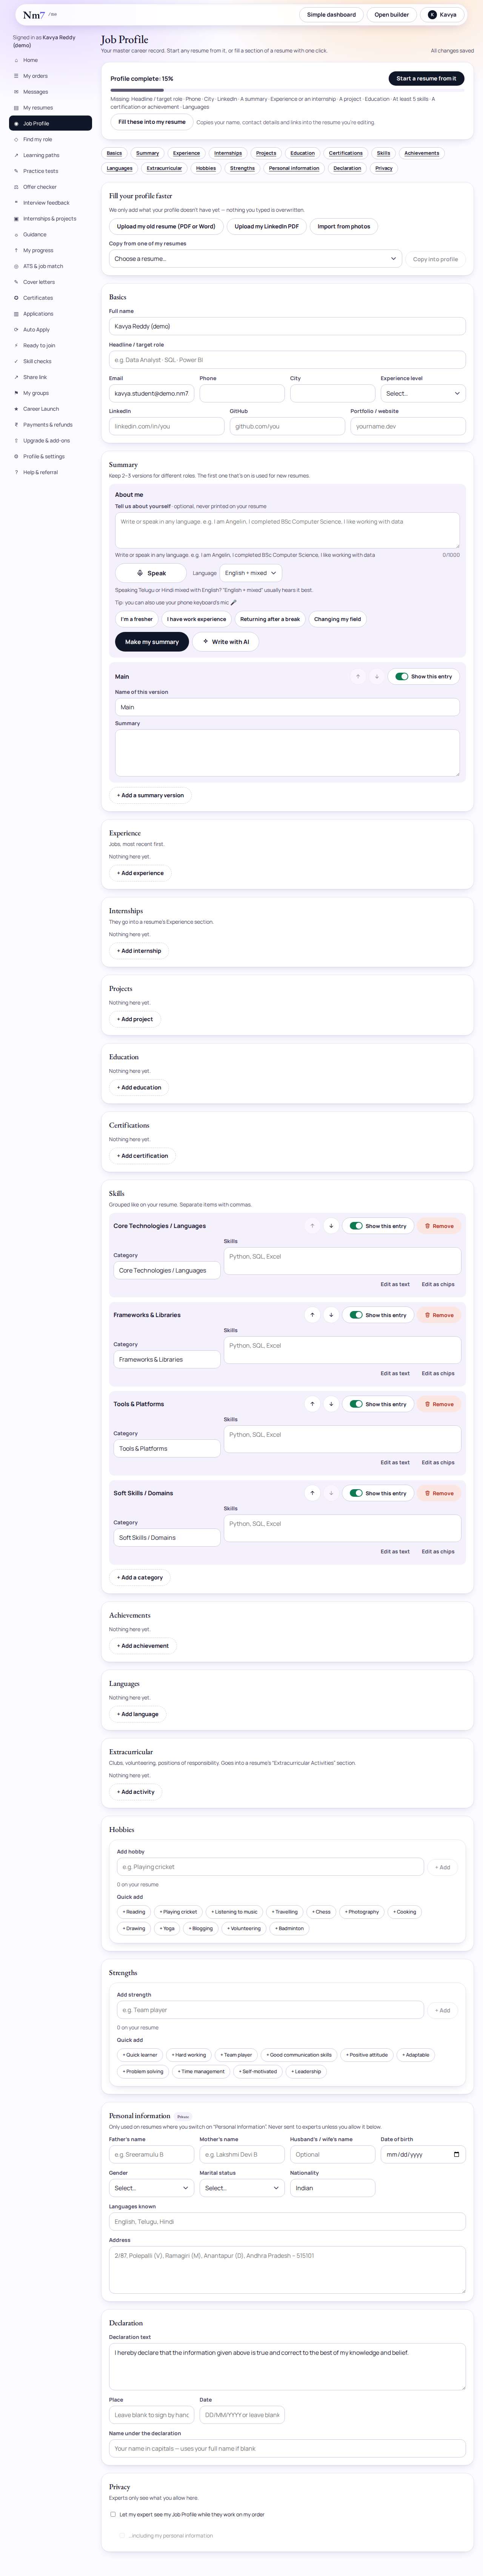 Nm7
Simple dashboard
Open builder
K
Kavya
Signed in as Kavya Reddy
(demo)
Home
My orders
Messages
My resumes
Job Profile
Find my role
Learning paths
Practice tests
Offer checker
Interview feedback
Internships & projects
Guidance
My progress
ATS & job match
Cover letters
Certificates
Applications
Auto Apply
Ready to join
Skill checks
Share link
My groups
Career Launch
Payments & refunds
Upgrade & add-ons
Profile & settings
Help & referral
Job Profile
Your master career record. Start any resume from it, or fill a section of a resume with one click.
All changes saved
Profile complete: 15%
Start a resume from it
Missing: Headline / target role · Phone · City · LinkedIn · A summary · Experience or an internship · A project · Education · At least 5 skills · A
certification or achievement · Languages
Fill these into my resume
Copies your name, contact details and links into the resume you're editing.
Basics
Summary
Experience
Internships
Projects
Education
Certifications
Skills
Achievements
Languages
Extracurricular
Hobbies
Strengths
Personal information
Declaration
Privacy
Fill your profile faster
We only add what your profile doesn't have yet — nothing you typed is overwritten.
Upload my old resume (PDF or Word)
Upload my LinkedIn PDF
Import from photos
Copy from one of my resumes
Choose a resume…
Copy into profile
Basics
Full name
Kavya Reddy (demo)
Headline / target role
e.g. Data Analyst · SQL · Power BI
Email
Phone
City
Experience level
kavya.student@demo.nm7
Select…
LinkedIn
GitHub
Portfolio / website
linkedin.com/in/you
github.com/you
yourname.dev
Summary
Keep 2–3 versions for different roles. The first one that's on is used for new resumes.
About me
Tell us about yourself · optional, never printed on your resume
Write or speak in any language. e.g. I am Angelin, I completed BSc Computer Science, I like working with data
Write or speak in any language. e.g. I am Angelin, I completed BSc Computer Science, I like working with data
0/1000
Speak
Language
English + mixed
Speaking Telugu or Hindi mixed with English? "English + mixed" usually hears it best.
Tip: you can also use your phone keyboard's mic
I'm a fresher
I have work experience
Returning after a break
Changing my field
Make my summary
Write with AI
Main
↑
↓
Show this entry
Name of this version
Main
Summary
+ Add a summary version
Experience
Jobs, most recent first.
Nothing here yet.
+ Add experience
Internships
They go into a resume's Experience section.
Nothing here yet.
+ Add internship
Projects
Nothing here yet.
+ Add project
Education
Nothing here yet.
+ Add education
Certifications
Nothing here yet.
+ Add certification
Skills
Grouped like on your resume. Separate items with commas.
Core Technologies / Languages
↑
↓
Show this entry
Remove
Category
Skills
Core Technologies / Languages
Python, SQL, Excel
Edit as text
Edit as chips
Frameworks & Libraries
↑
↓
Show this entry
Remove
Category
Skills
Frameworks & Libraries
Python, SQL, Excel
Edit as text
Edit as chips
Tools & Platforms
↑
↓
Show this entry
Remove
Category
Skills
Tools & Platforms
Python, SQL, Excel
Edit as text
Edit as chips
Soft Skills / Domains
↑
↓
Show this entry
Remove
Category
Skills
Soft Skills / Domains
Python, SQL, Excel
Edit as text
Edit as chips
+ Add a category
Achievements
Nothing here yet.
+ Add achievement
Languages
Nothing here yet.
+ Add language
Extracurricular
Clubs, volunteering, positions of responsibility. Goes into a resume's "Extracurricular Activities" section.
Nothing here yet.
+ Add activity
Hobbies
Add hobby
e.g. Playing cricket
+ Add
0 on your resume
Quick add
+ Reading
+ Playing cricket
+ Listening to music
+ Travelling
+ Chess
+ Photography
+ Cooking
+ Drawing
+ Yoga
+ Blogging
+ Volunteering
+ Badminton
Strengths
Add strength
e.g. Team player
+ Add
0 on your resume
Quick add
+ Quick learner
+ Hard working
+ Team player
+ Good communication skills
+ Positive attitude
+ Adaptable
+ Problem solving
+ Time management
+ Self-motivated
+ Leadership
Personal information
Private
Only used on resumes where you switch on "Personal Information". Never sent to experts unless you allow it below.
Father's name
Mother's name
Husband's / wife's name
Date of birth
e.g. Sreeramulu B
e.g. Lakshmi Devi B
Optional
mm/dd/yyyy
Gender
Marital status
Nationality
Select…
Select…
Indian
Languages known
English, Telugu, Hindi
Address
2/67, Polepalli (V), Ramagiri (M), Anantapur (D), Andhra Pradesh – 515101
Declaration
Declaration text
I hereby declare that the information given above is true and correct to the best of my knowledge and belief.
Place
Date
Leave blank to sign by hand
DD/MM/YYYY or leave blank
Name under the declaration
Your name in capitals — uses your full name if blank
Privacy
Experts only see what you allow here.
Let my expert see my Job Profile while they work on my order
…including my personal information